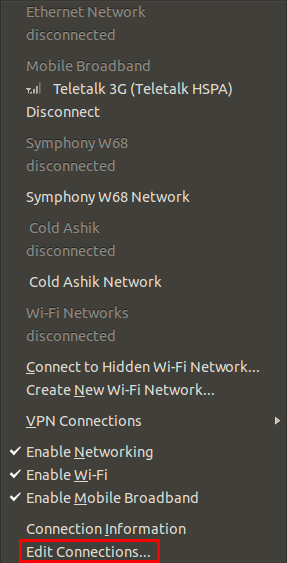 Ethernet Network
disconnected
Mobile Broadband
Teletalk 3G (Teletalk HSPA)
Disconnect
Symphony W68
disconnected
Symphony W68 Network
Cold Ashik
disconnected
Cold Ashik Network
Wi-Fi Networks
disconnected
Connect to Hidden Wi-Fi Network...
Create New Wi-Fi Network...
VPN Connections
Enable Networking
Enable Wi-Fi
Enable Mobile Broadband
Connection Information
Edit Connections...